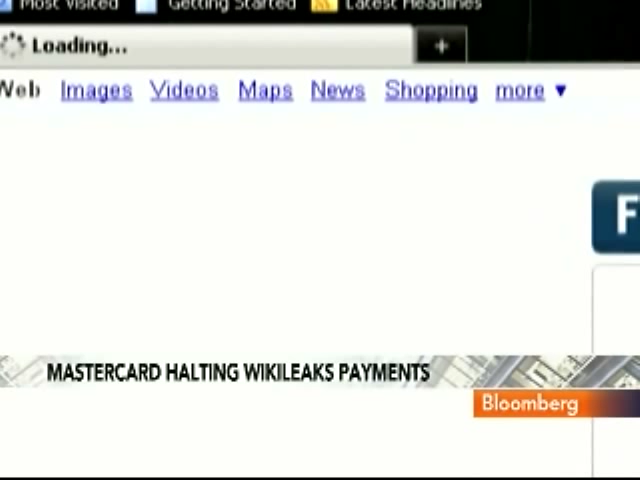 Most Visited Getting Started Latest Headlines
Loading... +
Web Images Videos Maps News Shopping more ▼
F
MASTERCARD HALTING WIKILEAKS PAYMENTS
Bloomberg